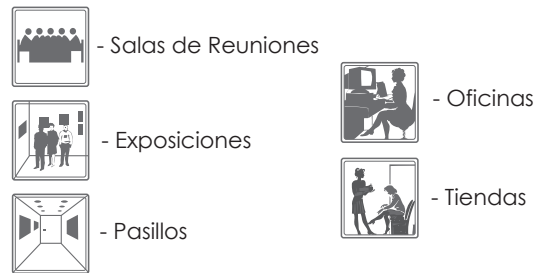 - Salas de Reuniones
- Exposiciones
- Pasillos
- Oficinas
- Tiendas